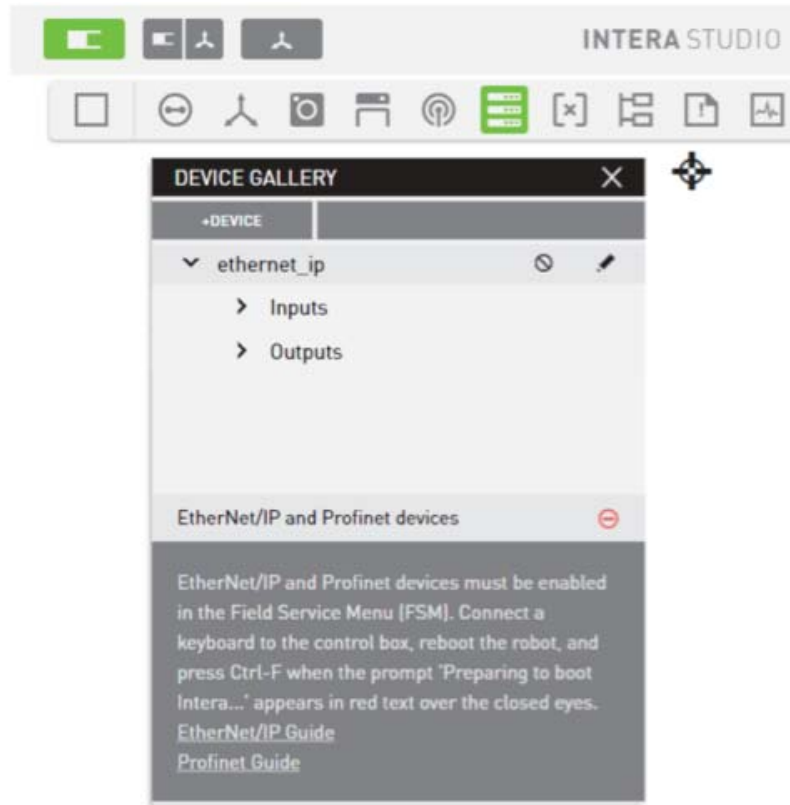 INTERA STUDIO
DEVICE GALLERY
+DEVICE
ethernet_ip
Inputs
Outputs
EtherNet/IP and Profinet devices
EtherNet/IP and Profinet devices must be enabled
in the Field Service Menu (FSM). Connect a
keyboard to the control box, reboot the robot, and
press Ctrl-F when the prompt 'Preparing to boot
Intera...' appears in red text over the closed eyes.
EtherNet/IP Guide
Profinet Guide